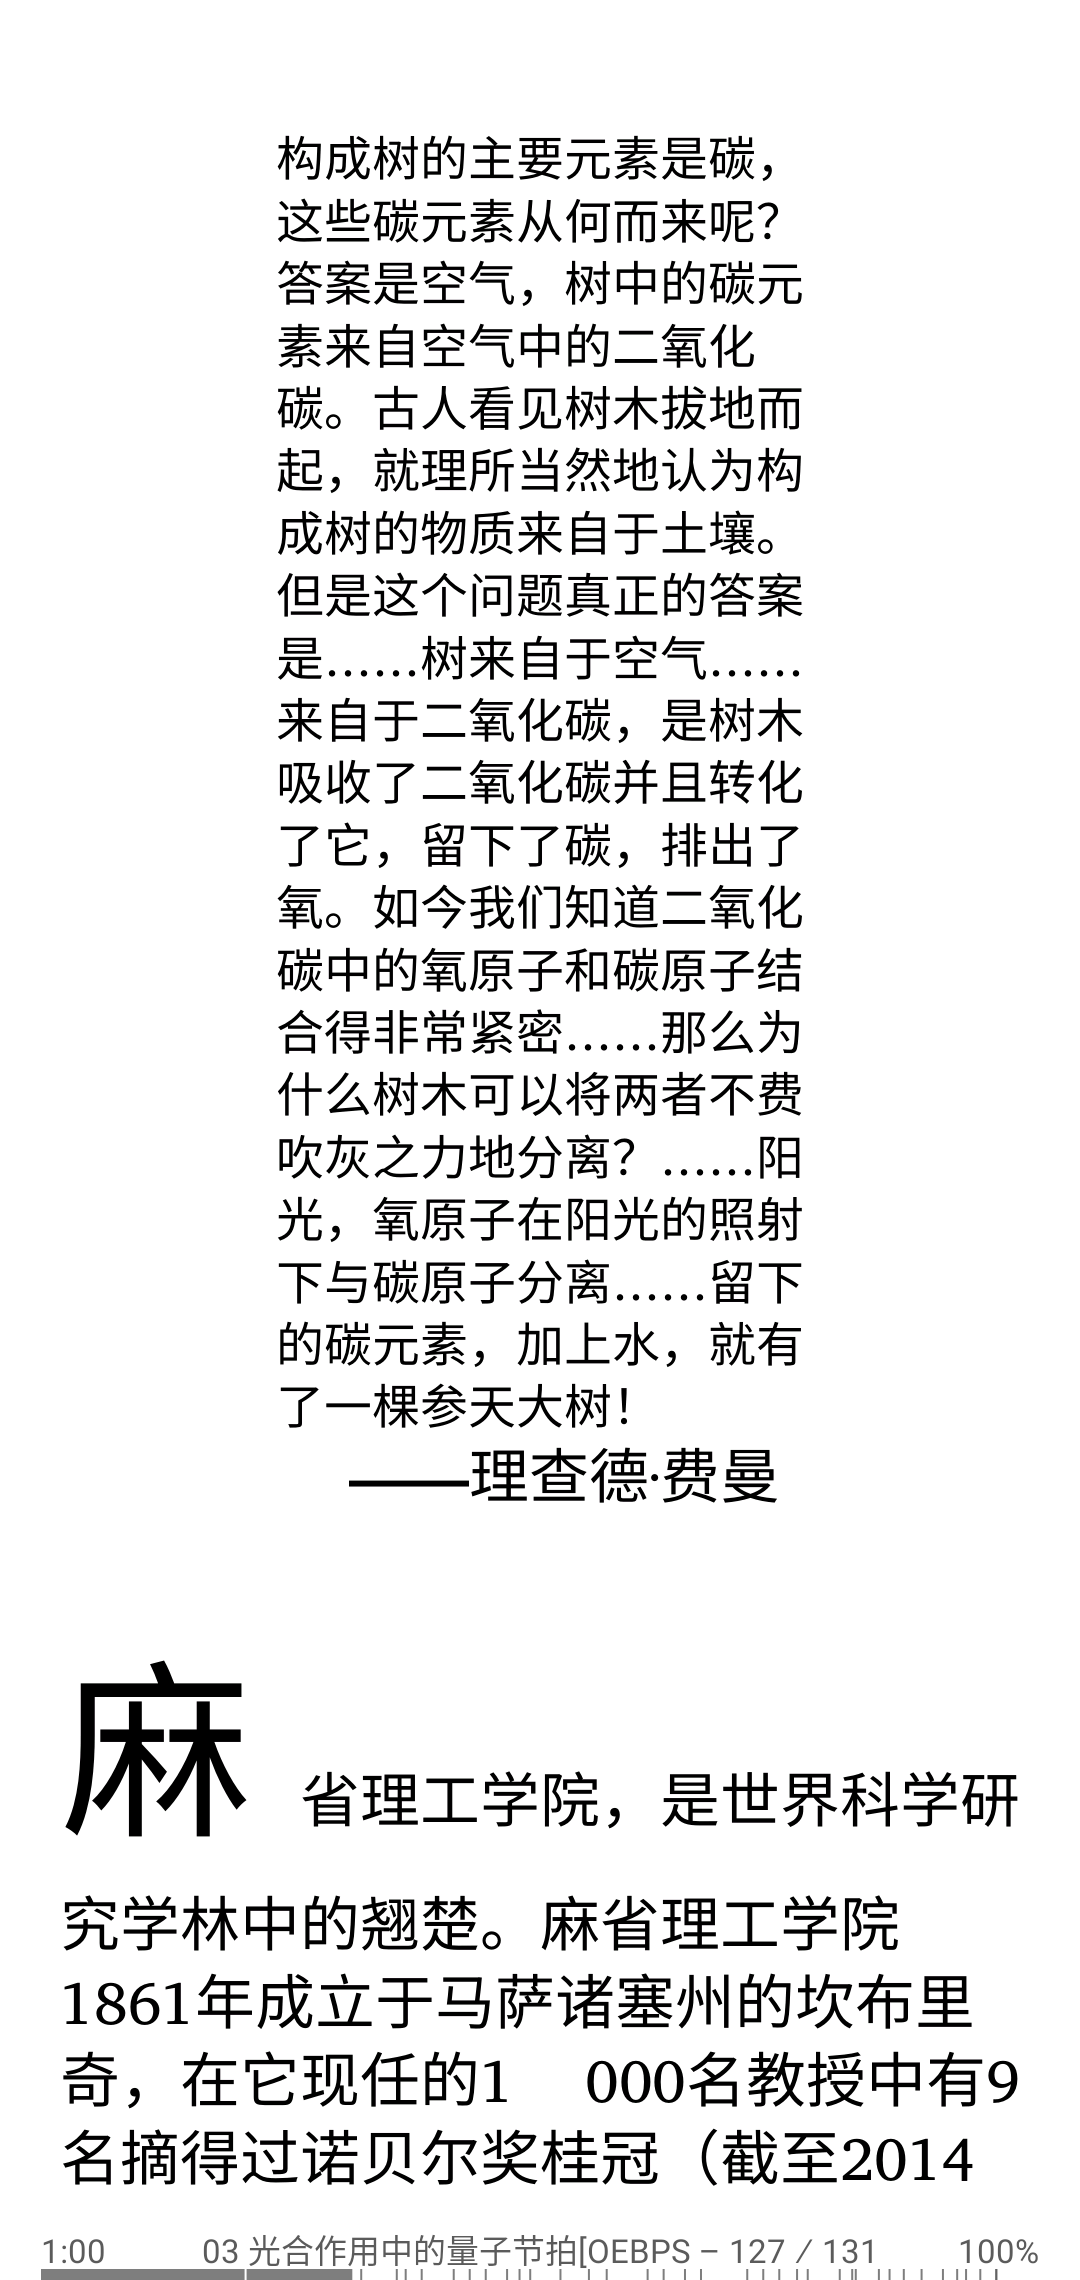 构成树的主要元素是碳，
这些碳元素从何而来呢？
答案是空气，树中的碳元
素来自空气中的二氧化
碳。古人看见树木拔地而
起，就理所当然地认为构
成树的物质来自于土壤。
但是这个问题真正的答案
是……树来自于空气……
来自于二氧化碳，是树木
吸收了二氧化碳并且转化
了它，留下了碳，排出了
氧。如今我们知道二氧化
碳中的氧原子和碳原子结
合得非常紧密……那么为
什么树木可以将两者不费
吹灰之力地分离？……阳
光，氧原子在阳光的照射
下与碳原子分离……留下
的碳元素，加上水，就有
了一棵参天大树！
——理查德·费曼
麻省理工学院，是世界科学研
究学林中的翘楚。麻省理工学院
1861年成立于马萨诸塞州的坎布里
奇，在它现任的1 000名教授中有9
名摘得过诺贝尔奖桂冠（截至2014
1:00 03 光合作用中的量子节拍[OEBPS – 127 / 131 100%